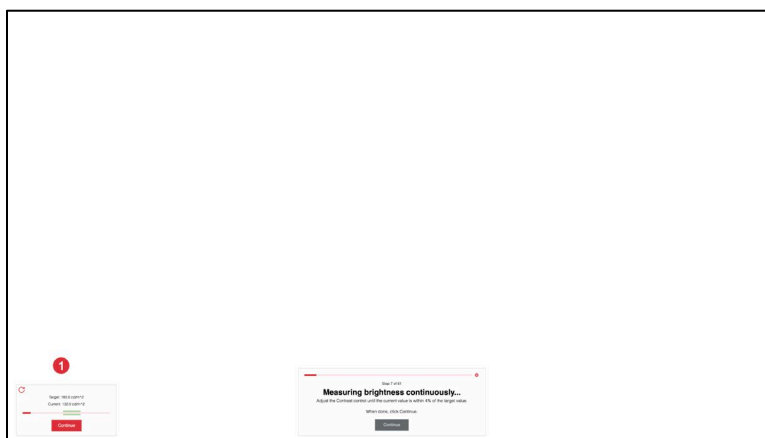 1
Target: 160.0 cd/m^2
Current: 132.0 cd/m^2
Continue
Step 7 of 51
Measuring brightness continuously...
Adjust the Contrast control until the current value is within 4% of the target value.
When done, click Continue.
Continue